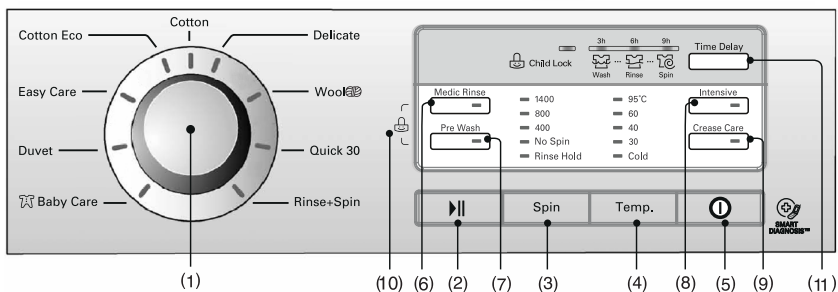 Cotton
Cotton Eco
Delicate
Easy Care
Wool
Duvet
Quick 30
Baby Care
Rinse+Spin
3h 6h 9h
Child Lock
Wash Rinse Spin
Time Delay
Medic Rinse
Pre Wash
1400
800
400
No Spin
Rinse Hold
95°C
60
40
30
Cold
Intensive
Crease Care
Spin
Temp.
SMART
DIAGNOSIS™
(1) (10) (6) (2) (7) (3) (4) (8) (5) (9) (11)